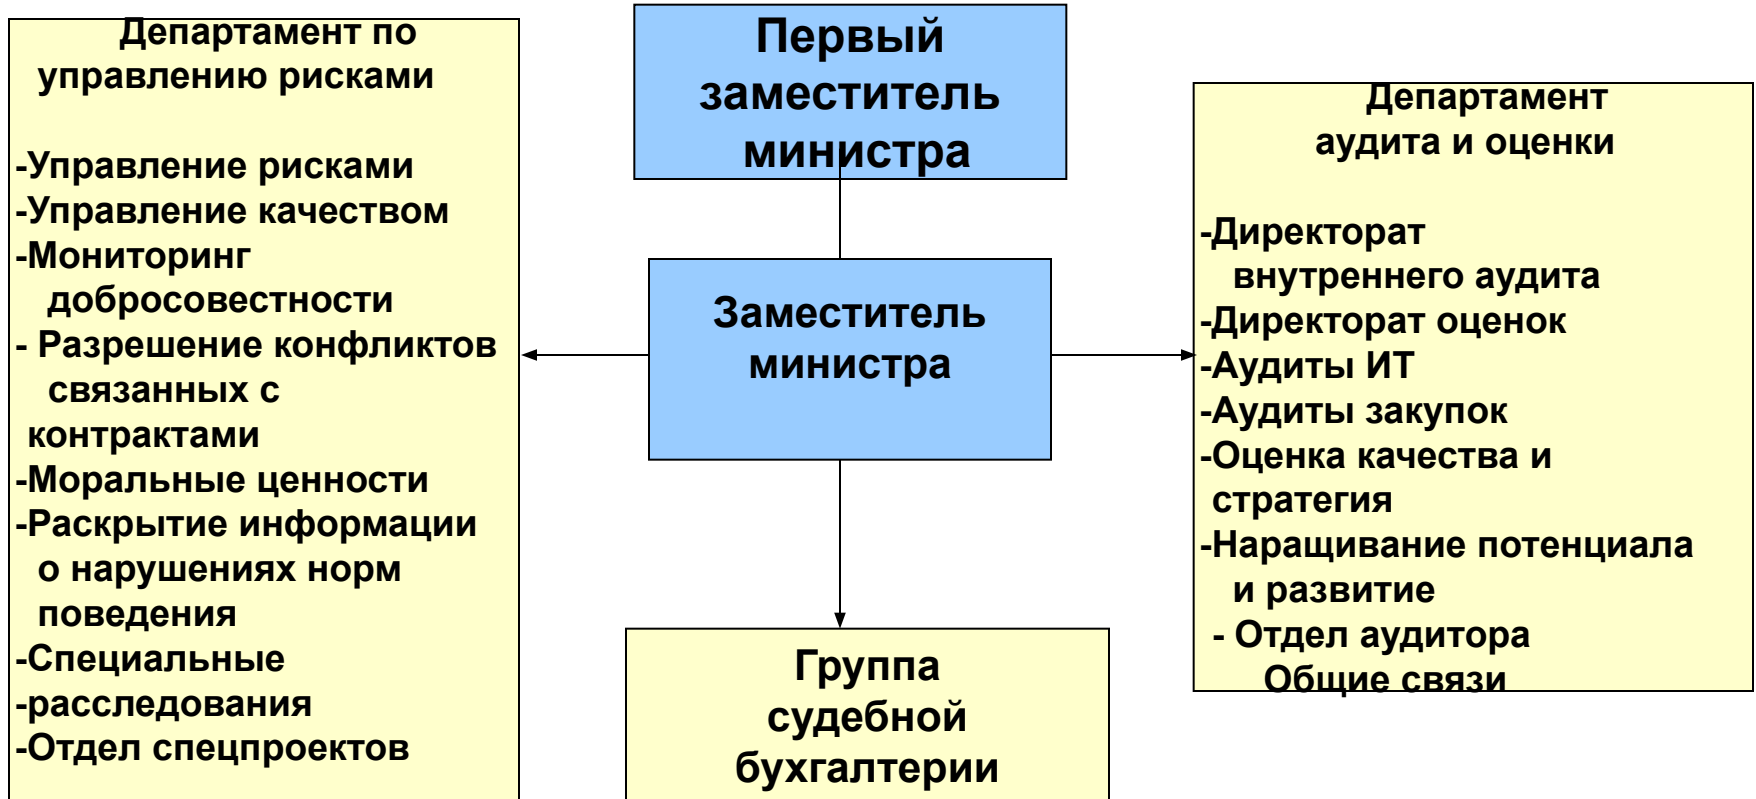 Департамент по
управлению рисками
-Управление рисками
-Управление качеством
-Мониторинг
добросовестности
- Разрешение конфликтов
связанных с
контрактами
-Моральные ценности
-Раскрытие информации
о нарушениях норм
поведения
-Специальные
-расследования
-Отдел спецпроектов
Первый
заместитель
министра
Заместитель
министра
Группа
судебной
бухгалтерии
Департамент
аудита и оценки
-Директорат
внутреннего аудита
-Директорат оценок
-Аудиты ИТ
-Аудиты закупок
-Оценка качества и
стратегия
-Наращивание потенциала
и развитие
- Отдел аудитора
Общие связи